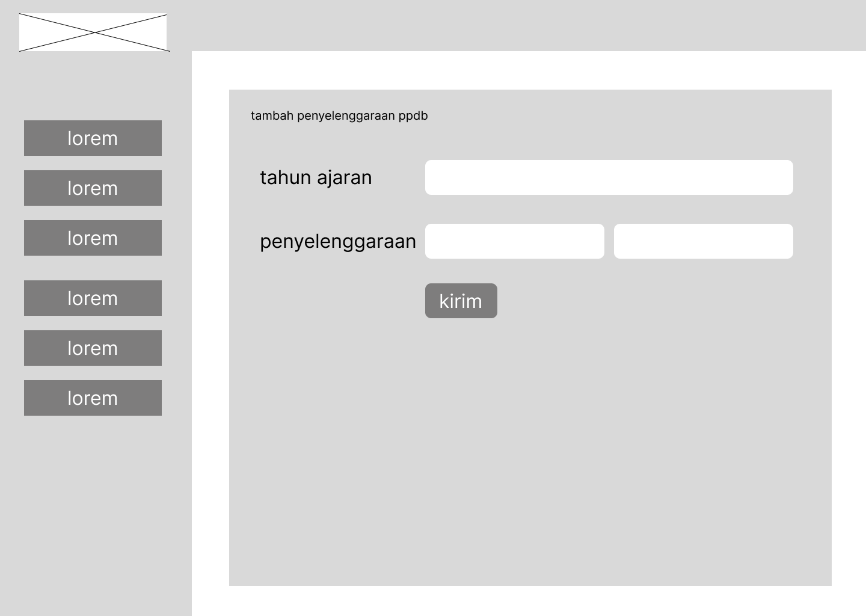 lorem
lorem
lorem
lorem
lorem
lorem
tambah penyelenggaraan ppdb
tahun ajaran
penyelenggaraan
kirim